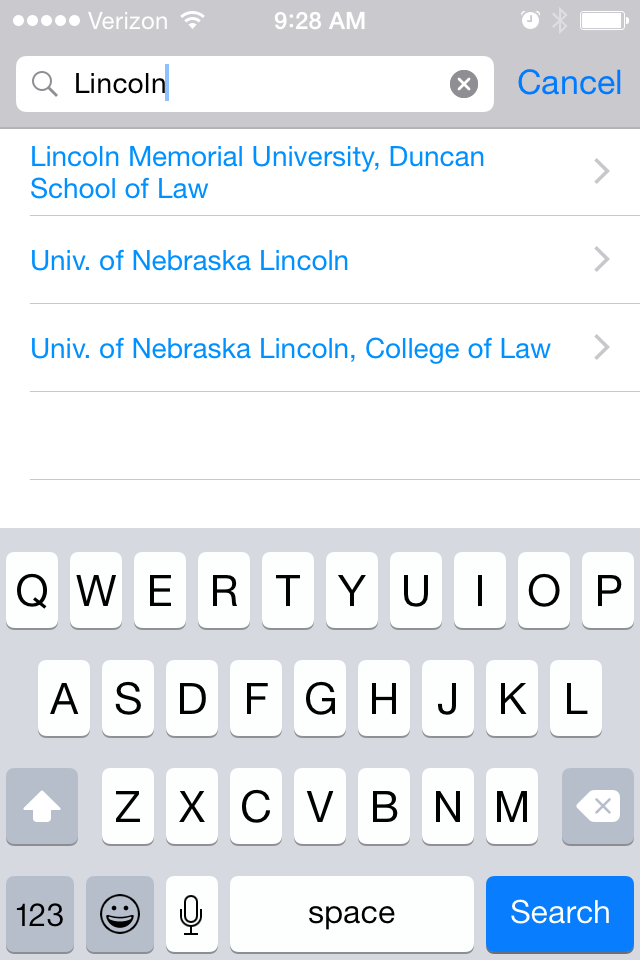 Verizon 9:28 AM
Lincoln Cancel
Lincoln Memorial University, Duncan
School of Law
Univ. of Nebraska Lincoln
Univ. of Nebraska Lincoln, College of Law
Q W E R T Y U I O P
A S D F G H J K L
Z X C V B N M
123 space Search